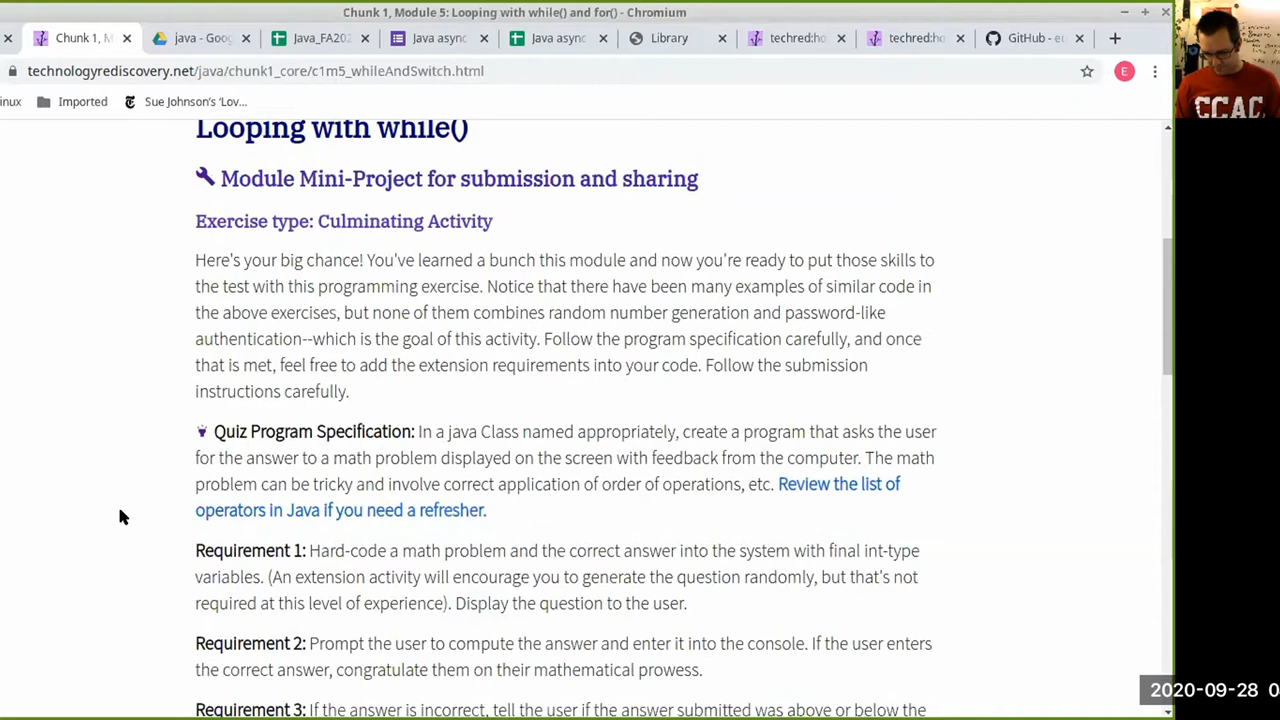 Chunk 1, Module 5: Looping with while() and for() - Chromium
Chunk 1, M
java - Goo
Java_FA202
Java async
Java async
Library
techred:ho
techred:ho
GitHub - e
technologyrediscovery.net/java/chunk1_core/c1m5_whileAndSwitch.html
E
inux
Imported
Sue Johnson's 'Lov...
CCAC
Looping with while()
Module Mini-Project for submission and sharing
Exercise type: Culminating Activity
Here's your big chance! You've learned a bunch this module and now you're ready to put those skills to
the test with this programming exercise. Notice that there have been many examples of similar code in
the above exercises, but none of them combines random number generation and password-like
authentication--which is the goal of this activity. Follow the program specification carefully, and once
that is met, feel free to add the extension requirements into your code. Follow the submission
instructions carefully.
Quiz Program Specification: In a java Class named appropriately, create a program that asks the user
for the answer to a math problem displayed on the screen with feedback from the computer. The math
problem can be tricky and involve correct application of order of operations, etc. Review the list of
operators in Java if you need a refresher.
Requirement 1: Hard-code a math problem and the correct answer into the system with final int-type
variables. (An extension activity will encourage you to generate the question randomly, but that's not
required at this level of experience). Display the question to the user.
Requirement 2: Prompt the user to compute the answer and enter it into the console. If the user enters
the correct answer, congratulate them on their mathematical prowess.
Requirement 3: If the answer is incorrect, tell the user if the answer submitted was above or below the
2020-09-28 0